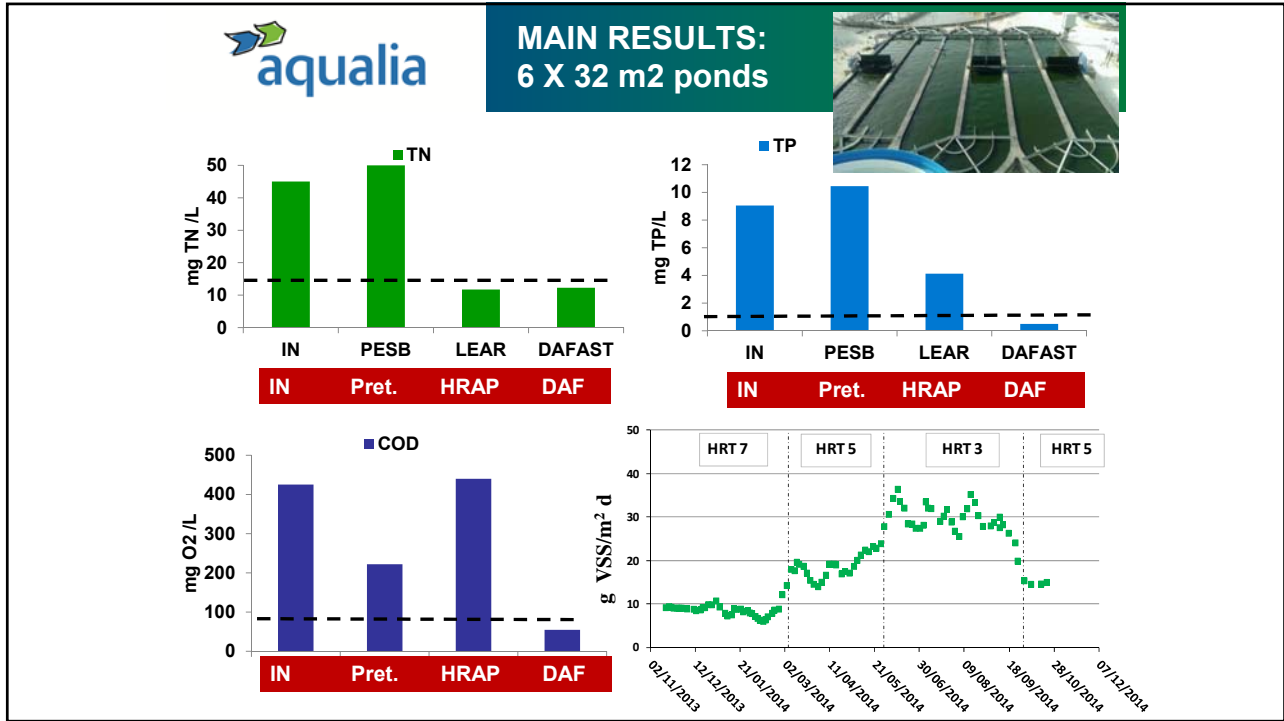 aqualia
MAIN RESULTS:
6 X 32 m2 ponds
TN
mg TN /L
50
40
30
20
10
0
IN PESB LEAR DAFAST
IN Pret. HRAP DAF
TP
mg TP/L
12
10
8
6
4
2
0
IN PESB LEAR DAFAST
IN Pret. HRAP DAF
COD
mg O2 /L
500
400
300
200
100
0
IN Pret. HRAP DAF
g VSS/m² d
50
40
30
20
10
0
HRT 7 HRT 5 HRT 3 HRT 5
02/11/2013
12/12/2013
21/01/2014
02/03/2014
11/04/2014
21/05/2014
30/06/2014
09/08/2014
18/09/2014
28/10/2014
07/12/2014